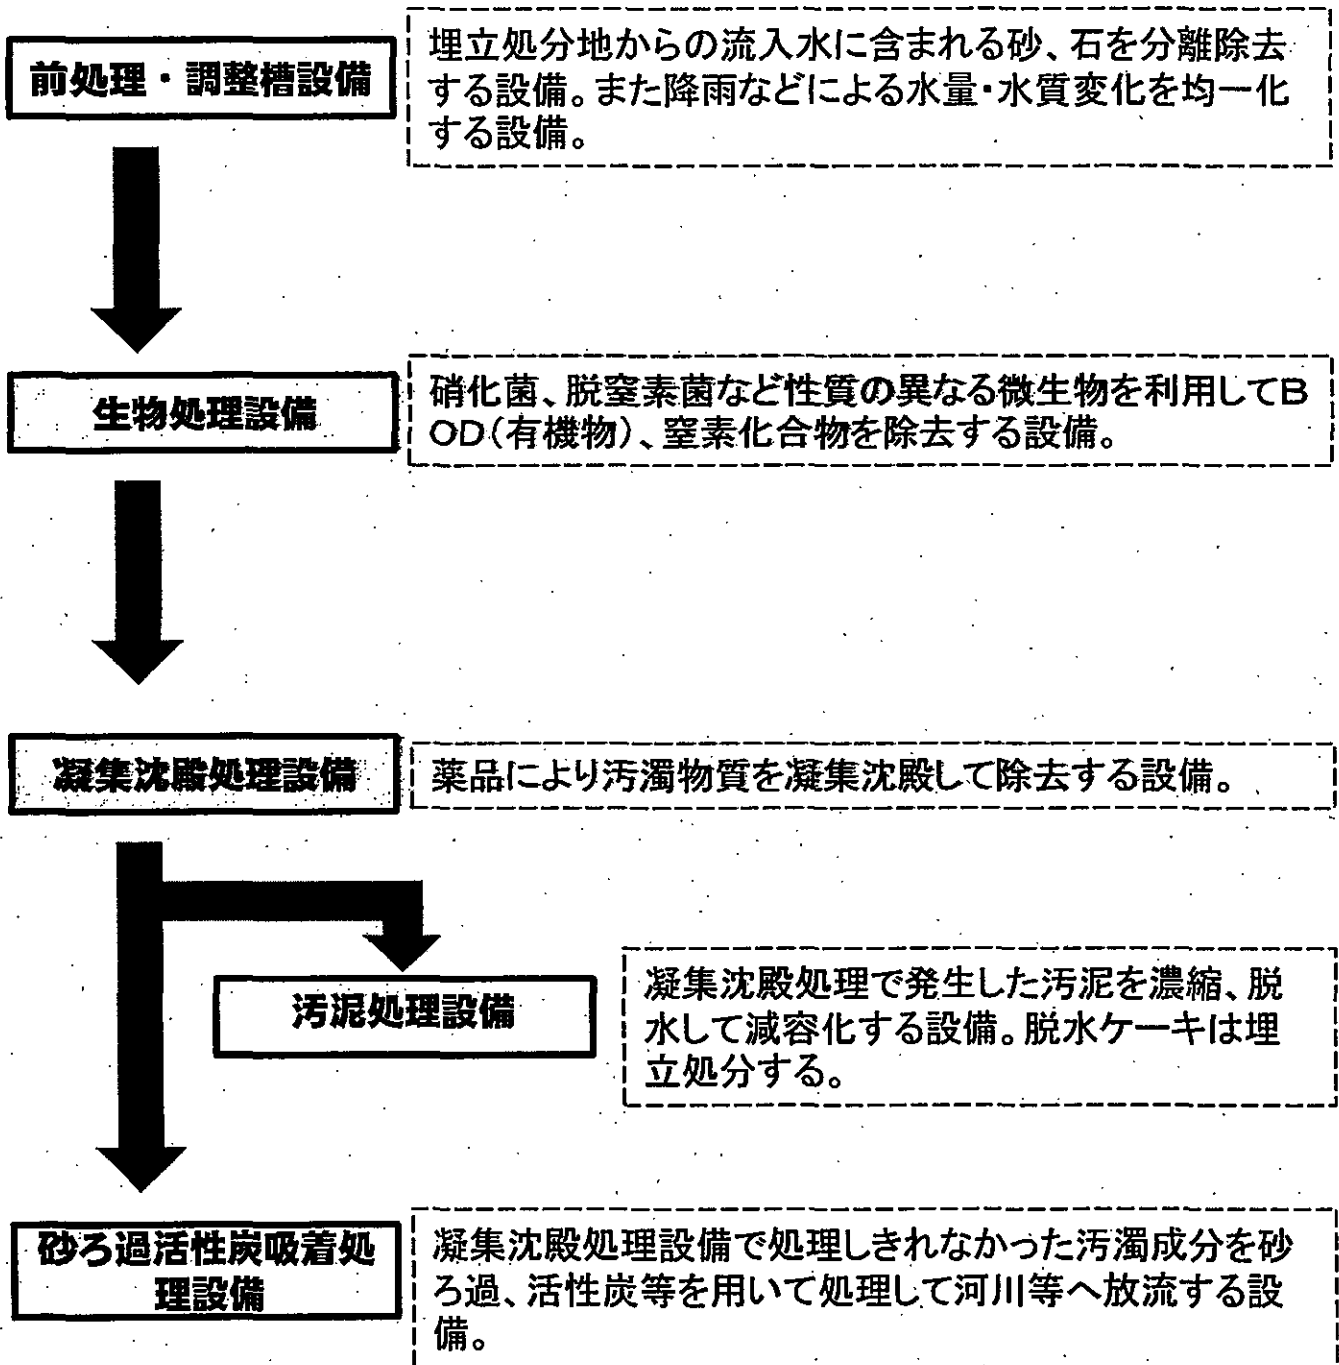 前処理・調整槽設備
埋立処分地からの流入水に含まれる砂、石を分離除去
する設備。また降雨などによる水量・水質変化を均一化
する設備。
生物処理設備
硝化菌、脱窒素菌など性質の異なる微生物を利用してB
OD(有機物)、窒素化合物を除去する設備。
凝集沈殿処理設備
薬品により汚濁物質を凝集沈殿して除去する設備。
汚泥処理設備
凝集沈殿処理で発生した汚泥を濃縮、脱
水して減容化する設備。脱水ケーキは埋
立処分する。
砂ろ過活性炭吸着処
理設備
凝集沈殿処理設備で処理しきれなかった汚濁成分を砂
ろ過、活性炭等を用いて処理して河川等へ放流する設
備。